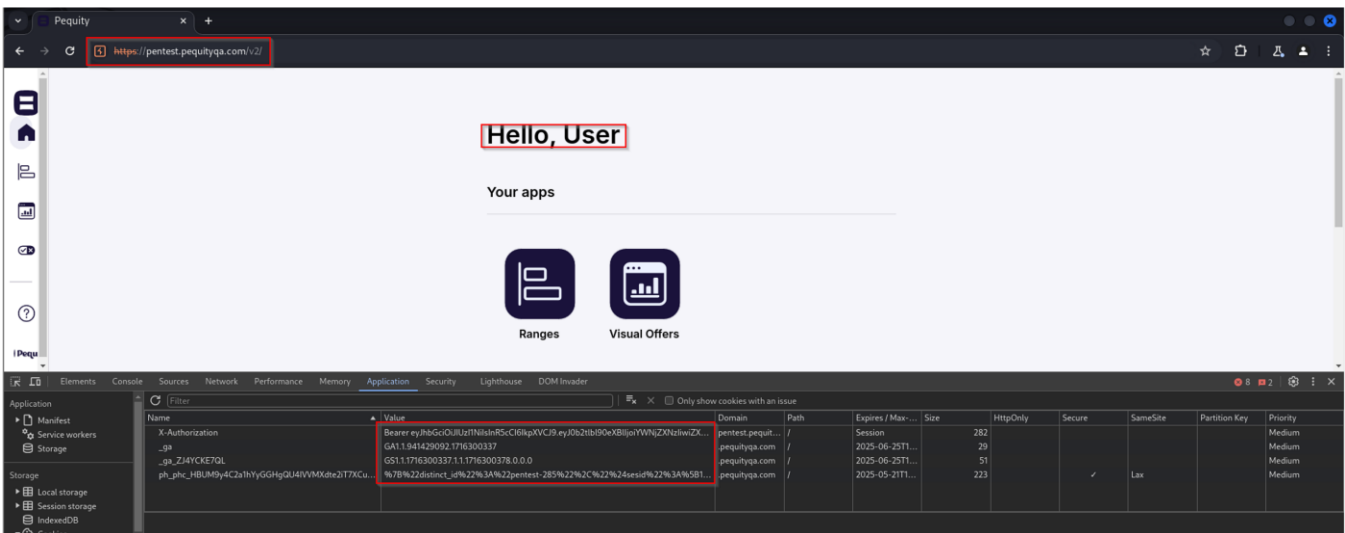 Pequity
https://pentest.pequityqa.com/v2/
Hello, User
Your apps
Ranges Visual Offers
Elements Console Sources Network Performance Memory Application Security Lighthouse DOM Invader 8 2
Application
Manifest
Service workers
Storage
Storage
Local storage
Session storage
IndexedDB
Filter Only show cookies with an issue
Name Value Domain Path Expires / Max-... Size HttpOnly Secure SameSite Partition Key Priority
X-Authorization pentest.pequit... / Session 282 Medium
_ga GA1.1.941429092.1716300337 .pequityqa.com / 2025-06-25T1... 29 Medium
_ga_ZJ4YCKE7QL GS1.1.1716300337.1.1.1716300378.0.0.0 .pequityqa.com / 2025-06-25T1... 51 Medium
%7B%22distinct_id%22%3A%22pentest-285%22%2C%22%24sesid%22%3A%5B1... .pequityqa.com / 2025-05-21T1... 223 ✓ Lax Medium